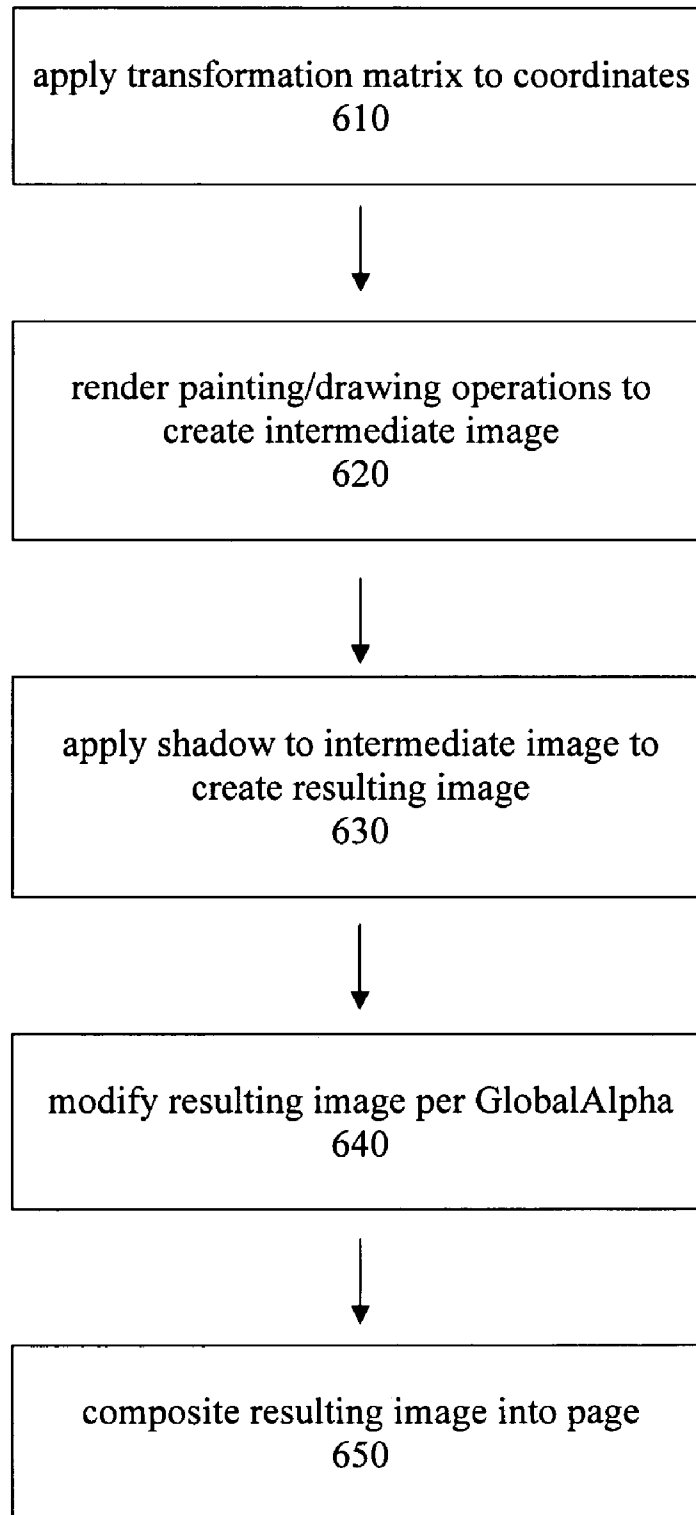 apply transformation matrix to coordinates
610
render painting/drawing operations to
create intermediate image
620
apply shadow to intermediate image to
create resulting image
630
modify resulting image per GlobalAlpha
640
composite resulting image into page
650